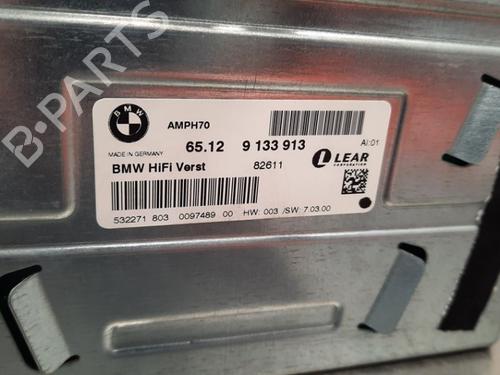 B-PARTS
BMW
AMPH70
65.12 9 133 913 AI:01
MADE IN GERMANY
BMW HiFi Verst 82611 LEAR
CORPORATION
532271 803 0097489 00 HW: 003 /SW: 7.03.00